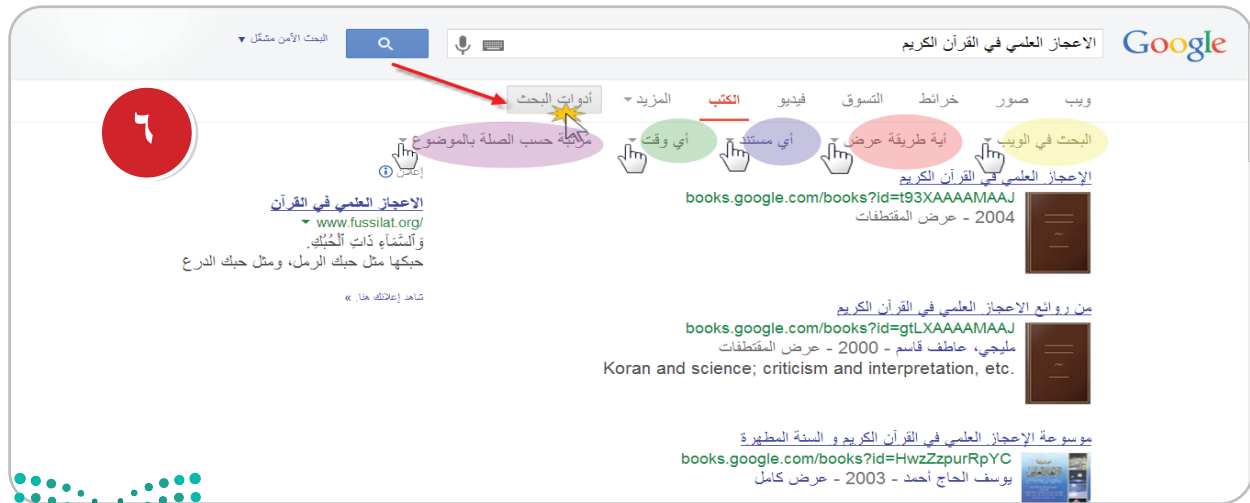 Google
الاعجاز العلمي في القرآن الكريم
البحث الآمن مشغّل
ويب صور خرائط التسوق فيديو الكتب المزيد أدوات البحث
٦
البحث في الويب أية طريقة عرض أي مستند أي وقت مرتبة حسب الصلة بالموضوع
الإعجاز العلمي في القرآن الكريم
books.google.com/books?id=t93XAAAAMAAJ
2004 - عرض المقتطفات
من روائع الاعجاز العلمي في القرآن الكريم
books.google.com/books?id=gtLXAAAAMAAJ
مليجي، عاطف قاسم - 2000 - عرض المقتطفات
Koran and science; criticism and interpretation, etc.
موسوعة الإعجاز العلمي في القرآن الكريم و السنة المطهرة
books.google.com/books?id=HwzZzpurRpYC
يوسف الحاج أحمد - 2003 - عرض كامل
إعلان
الاعجاز العلمي في القرآن
www.fussilat.org/
وَٱلسَّمَآءِ ذَاتِ ٱلْحُبُكِ.
حبكها مثل حبك الرمل، ومثل حبك الدرع
شاهد إعلانك هنا. »